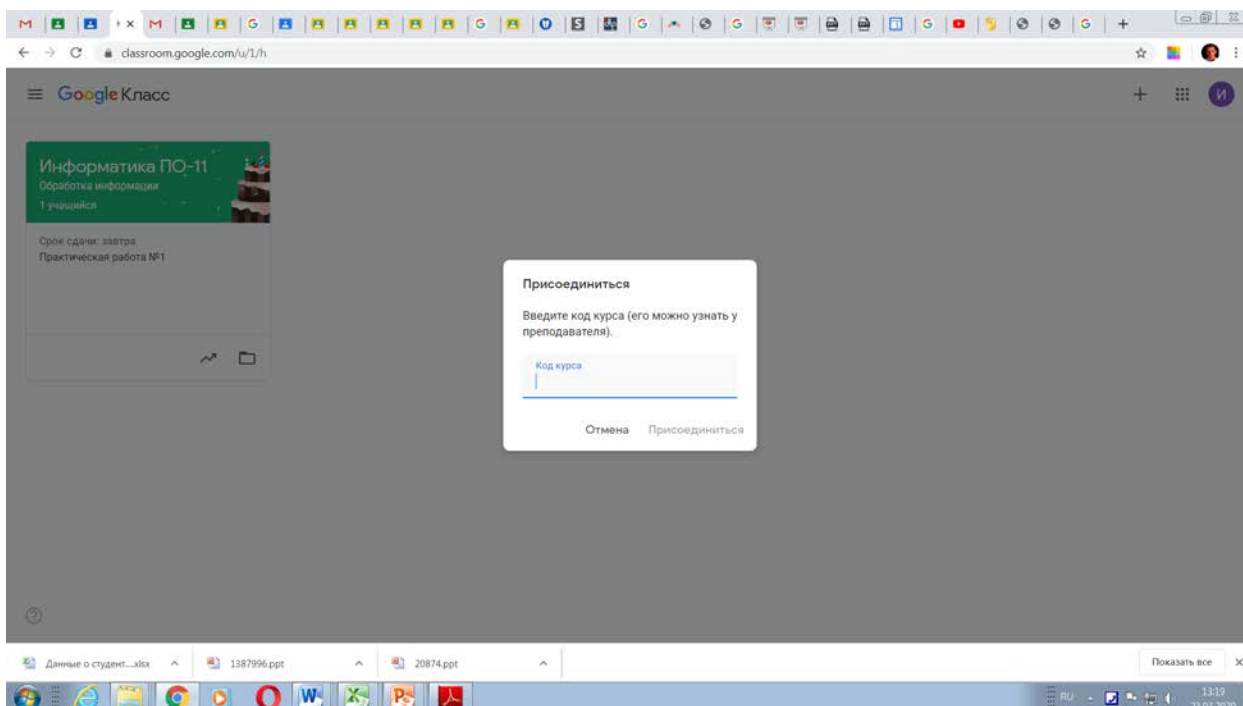 classroom.google.com/u/1/h
Google Класс
И
Информатика ПО-11
Обработка информации
1 учащийся
Срок сдачи: завтра
Практическая работа №1
Присоединиться
Введите код курса (его можно узнать у
преподавателя).
Код курса
Отмена Присоединиться
Данные о студент....xlsx
1387996.ppt
20874.ppt
Показать все
RU
13:19